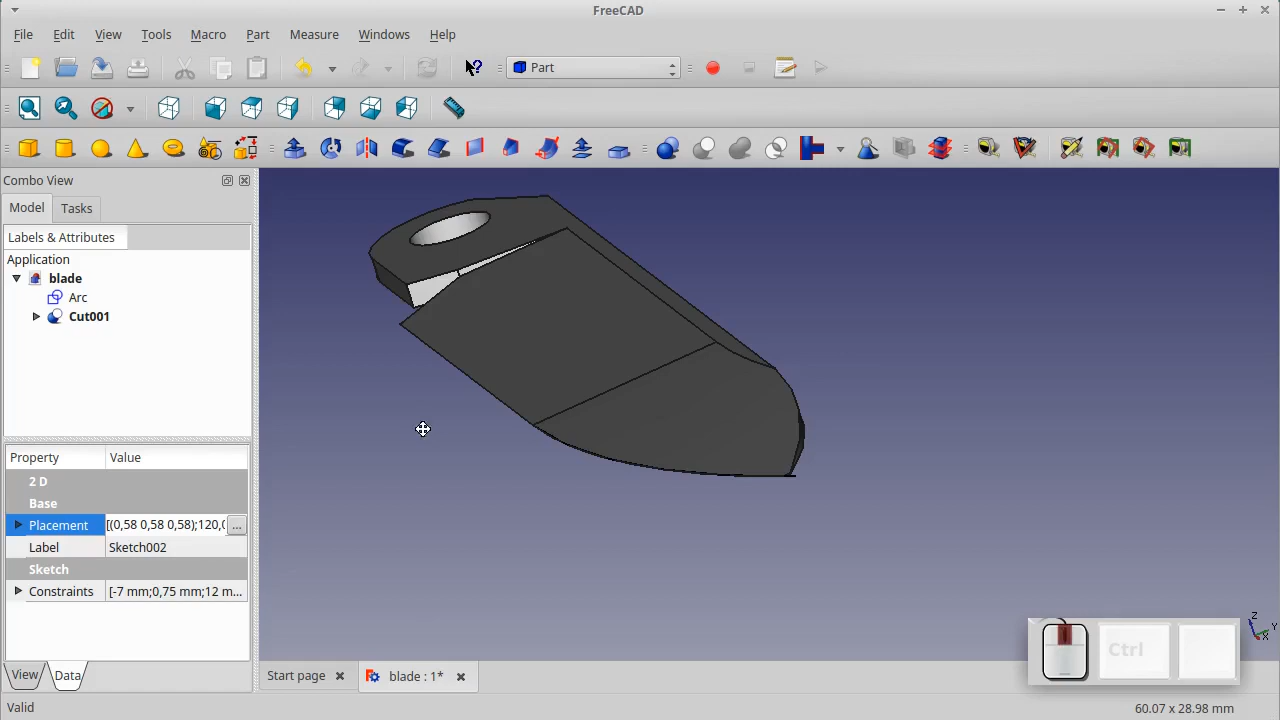 FreeCAD
File Edit View Tools Macro Part Measure Windows Help
Part
Combo View
Model Tasks
Labels & Attributes
Application
blade
Arc
Cut001
Property Value
2 D
Base
Placement [(0,58 0,58 0,58);120,0 ...
Label Sketch002
Sketch
Constraints [-7 mm;0,75 mm;12 m...
View Data
Start page blade : 1*
Ctrl
Z
Y
X
Valid 60.07 x 28.98 mm